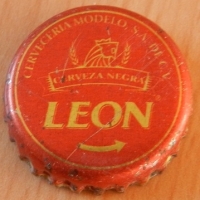 CERVECERIA MODELO, S.A. DE C.V.
CERVEZA NEGRA
LEON